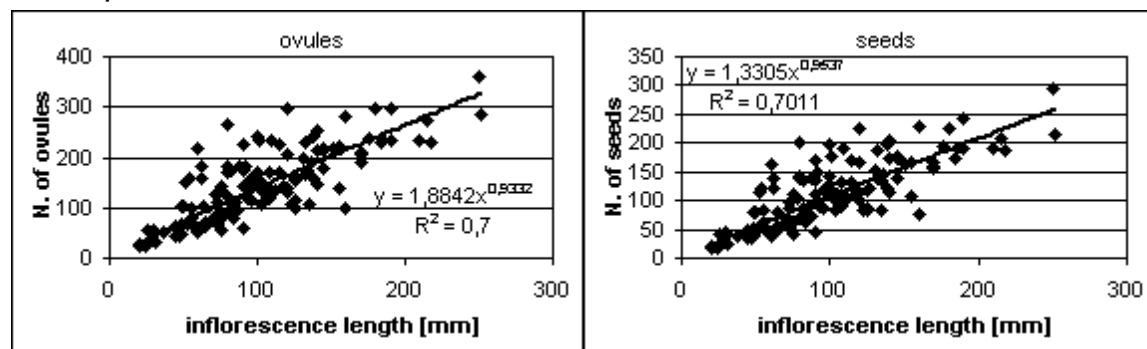 ovules
400
300
200
100
0
N. of ovules
y = 1,8842x^0,9332
R² = 0,7
0 100 200 300
inflorescence length [mm]
seeds
350
300
250
200
150
100
50
0
N. of seeds
y = 1,3305x^0,9537
R² = 0,7011
0 100 200 300
inflorescence length [mm]